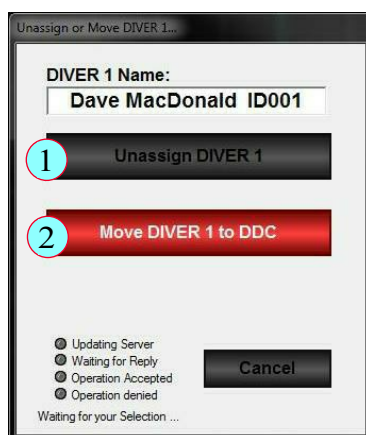 Unassign or Move DIVER 1...
DIVER 1 Name:
Dave MacDonald ID001
1
Unassign DIVER 1
2
Move DIVER 1 to DDC
Updating Server
Waiting for Reply
Operation Accepted
Operation denied
Cancel
Waiting for your Selection ...